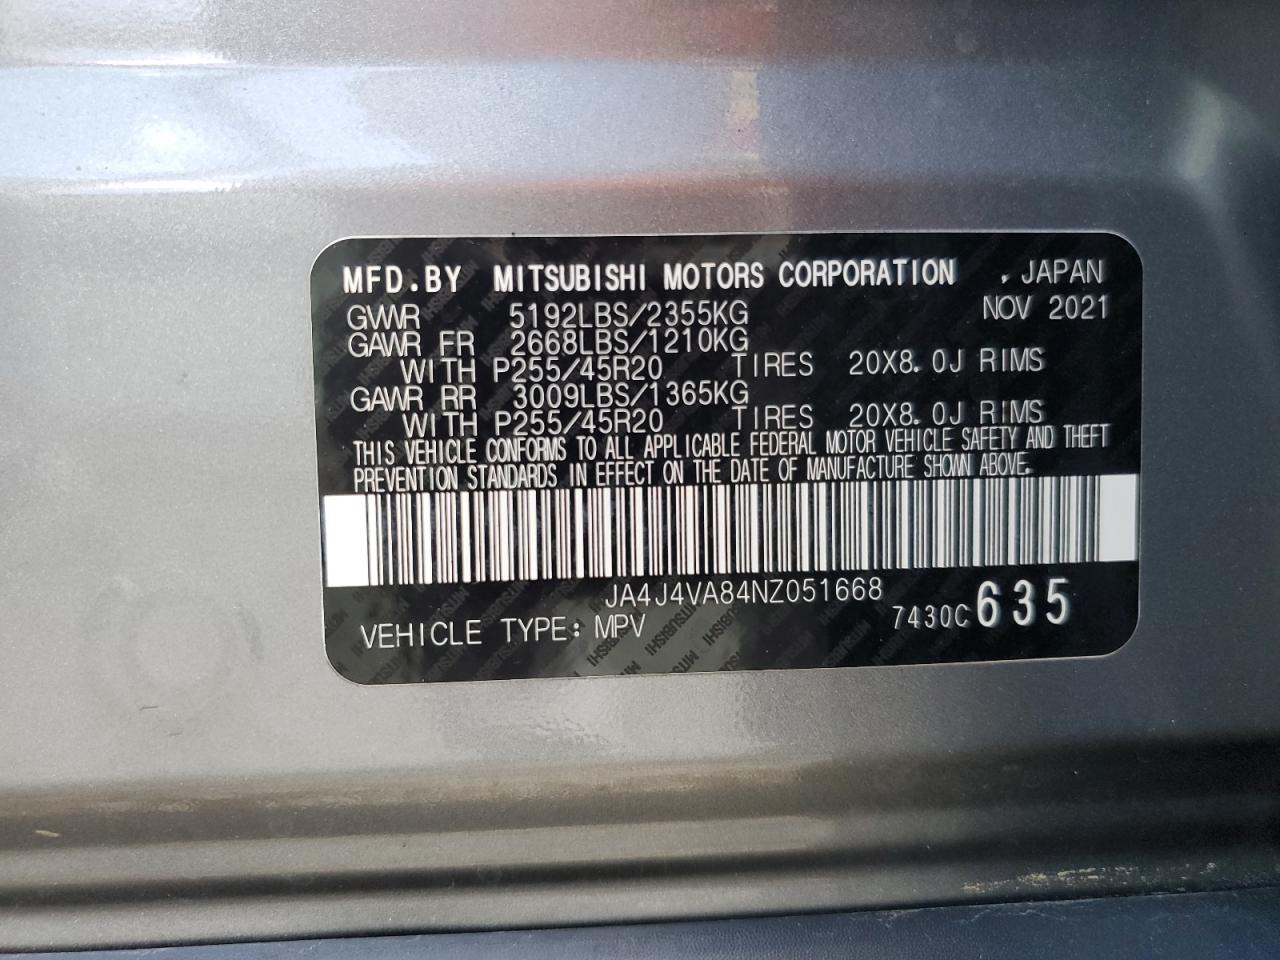 MFD.BY MITSUBISHI MOTORS CORPORATION , JAPAN
GVWR 5192LBS/2355KG NOV 2021
GAWR FR 2668LBS/1210KG
WITH P255/45R20 TIRES 20X8.0J RIMS
GAWR RR 3009LBS/1365KG
WITH P255/45R20 TIRES 20X8.0J RIMS
THIS VEHICLE CONFORMS TO ALL APPLICABLE FEDERAL MOTOR VEHICLE SAFETY AND THEFT
PREVENTION STANDARDS IN EFFECT ON THE DATE OF MANUFACTURE SHOWN ABOVE.
JA4J4VA84NZ051668
VEHICLE TYPE: MPV 7430C 635